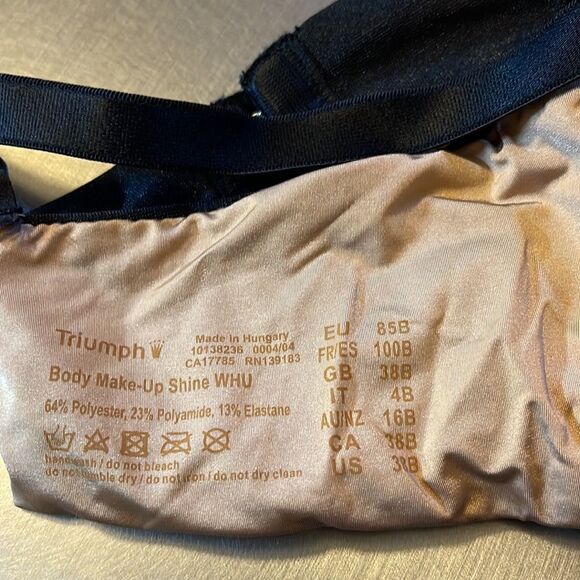 Triumph
Made in Hungary
10138236 0004/04
CA17785 RN139183
Body Make-Up Shine WHU
64% Polyester, 23% Polyamide, 13% Elastane
hand wash / do not bleach
do not tumble dry / do not iron / do not dry clean
EU 85B
FR/ES 100B
GB 38B
IT 4B
AU/NZ 16B
CA 38B
US